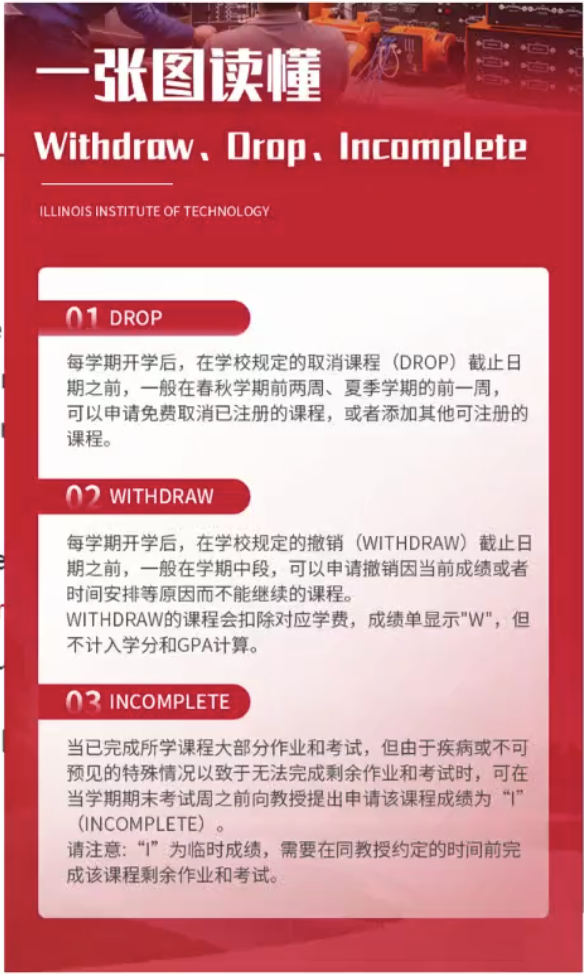 一张图读懂
Withdraw、Drop、Incomplete
ILLINOIS INSTITUTE OF TECHNOLOGY
01 DROP
每学期开学后，在学校规定的取消课程（DROP）截止日
期之前，一般在春秋学期前两周、夏季学期的前一周，
可以申请免费取消已注册的课程，或者添加其他可注册的
课程。
02 WITHDRAW
每学期开学后，在学校规定的撤销（WITHDRAW）截止日
期之前，一般在学期中段，可以申请撤销因当前成绩或者
时间安排等原因而不能继续的课程。
WITHDRAW的课程会扣除对应学费，成绩单显示"W"，但
不计入学分和GPA计算。
03 INCOMPLETE
当已完成所学课程大部分作业和考试，但由于疾病或不可
预见的特殊情况以致于无法完成剩余作业和考试时，可在
当学期期末考试周之前向教授提出申请该课程成绩为“I”
（INCOMPLETE）。
请注意：“I”为临时成绩，需要在同教授约定的时间前完
成该课程剩余作业和考试。